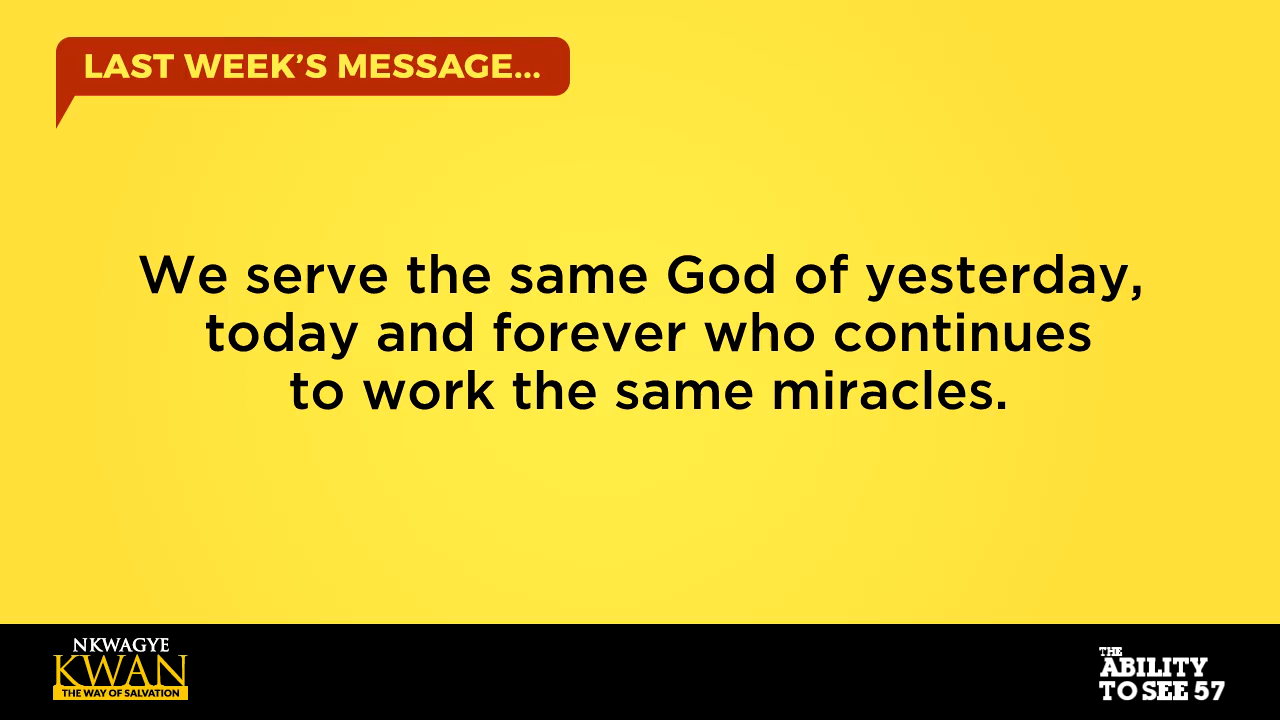 LAST WEEK’S MESSAGE...
We serve the same God of yesterday,
today and forever who continues
to work the same miracles.
NKWAGYE
KWAN
THE WAY OF SALVATION
THE
ABILITY
TO SEE 57